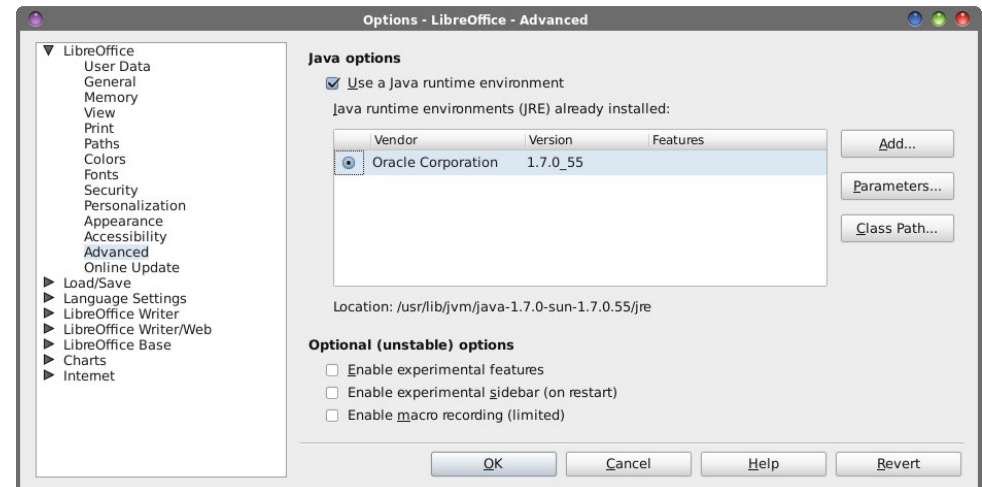 Options - LibreOffice - Advanced
LibreOffice
User Data
General
Memory
View
Print
Paths
Colors
Fonts
Security
Personalization
Appearance
Accessibility
Advanced
Online Update
Load/Save
Language Settings
LibreOffice Writer
LibreOffice Writer/Web
LibreOffice Base
Charts
Internet
Java options
Use a Java runtime environment
Java runtime environments (JRE) already installed:
Vendor Version Features
Oracle Corporation 1.7.0_55
Add...
Parameters...
Class Path...
Location: /usr/lib/jvm/java-1.7.0-sun-1.7.0.55/jre
Optional (unstable) options
Enable experimental features
Enable experimental sidebar (on restart)
Enable macro recording (limited)
OK Cancel Help Revert